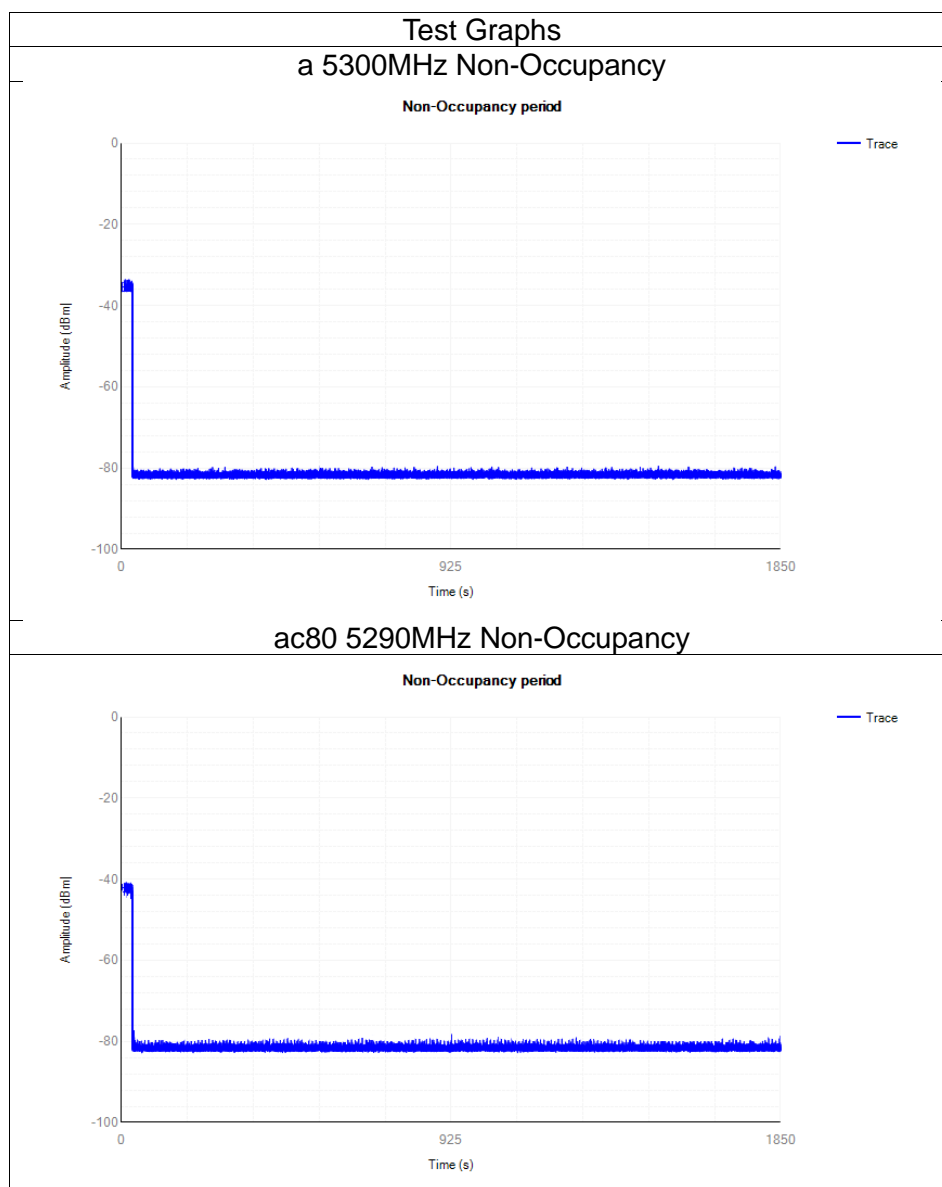 Test Graphs
a 5300MHz Non-Occupancy
Non-Occupancy period
0
Trace
-20
-40
-60
-80
-100
Amplitude [dBm]
0
925
1850
Time (s)
ac80 5290MHz Non-Occupancy
Non-Occupancy period
0
Trace
-20
-40
-60
-80
-100
Amplitude [dBm]
0
925
1850
Time (s)